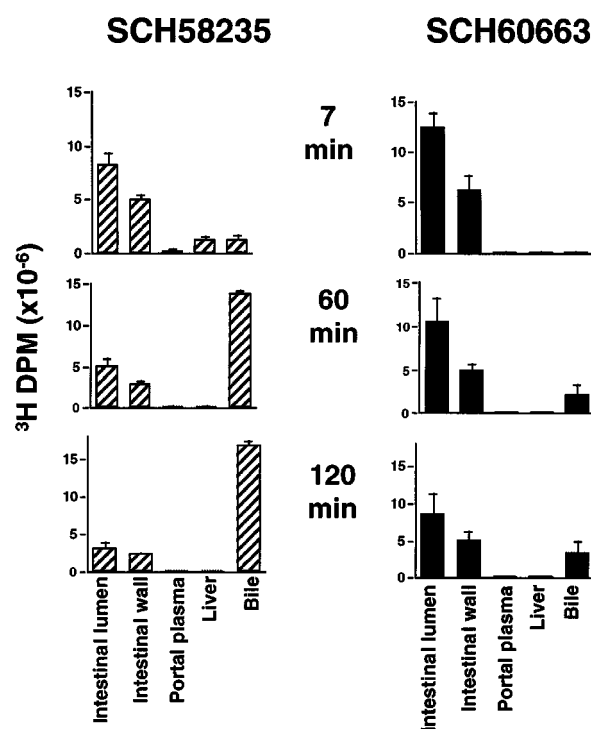 SCH58235
SCH60663
³H DPM (x10⁻⁶)
15
10
5
0
7
min
15
10
5
0
15
10
5
0
60
min
15
10
5
0
15
10
5
0
120
min
15
10
5
0
Intestinal lumen
Intestinal wall
Portal plasma
Liver
Bile
Intestinal lumen
Intestinal wall
Portal plasma
Liver
Bile